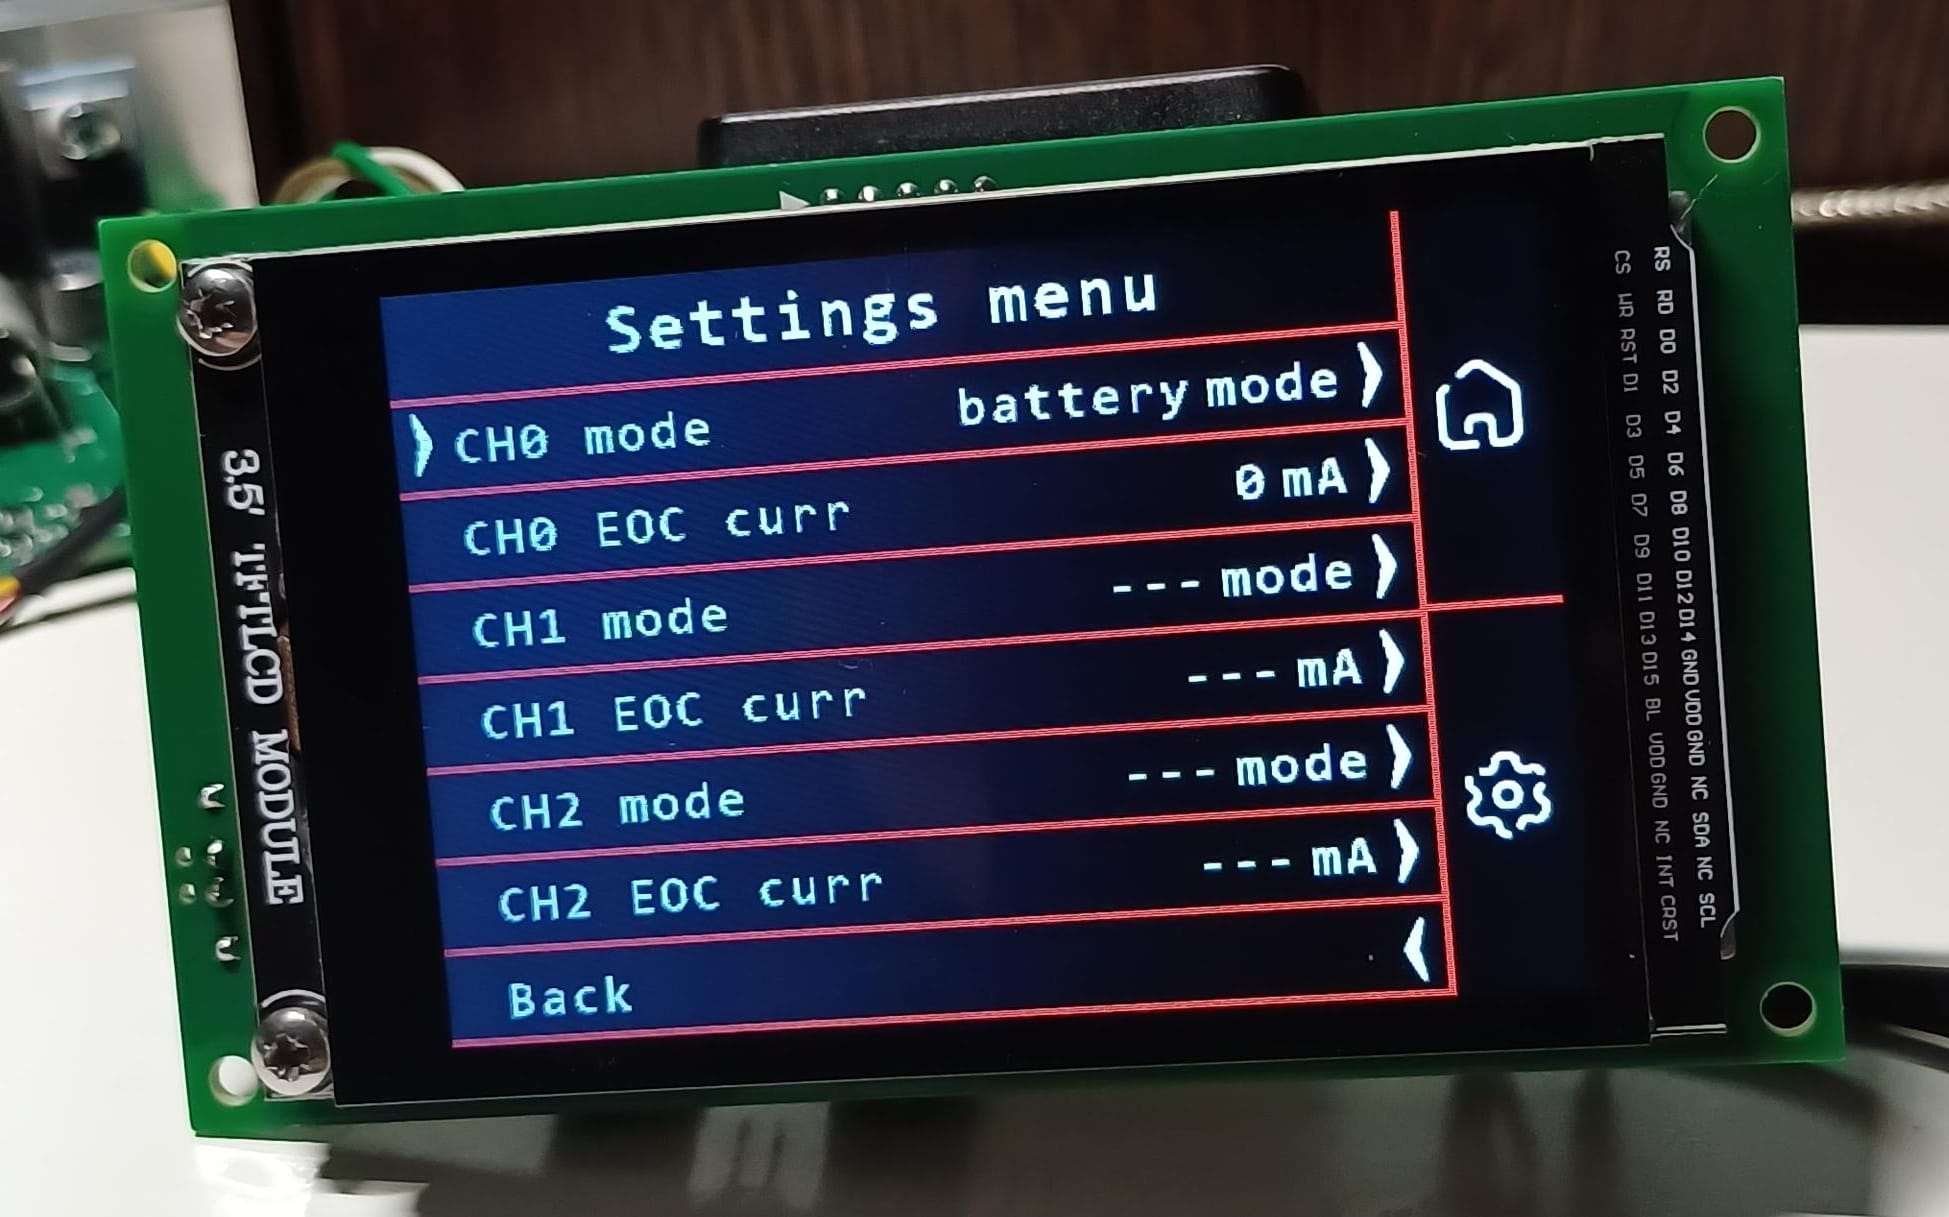 Settings menu
CH0 mode battery mode
CH0 EOC curr 0 mA
CH1 mode --- mode
CH1 EOC curr --- mA
CH2 mode --- mode
CH2 EOC curr --- mA
Back
3.5' TFTLCD MODULE
RS RD D0 D2 D4 D6 D8 D10 D12 D14 GND VDD GND NC SDA NC SCL
CS WR RST D1 D3 D5 D7 D9 D11 D13 D15 BL VDD GND NC INT CRST